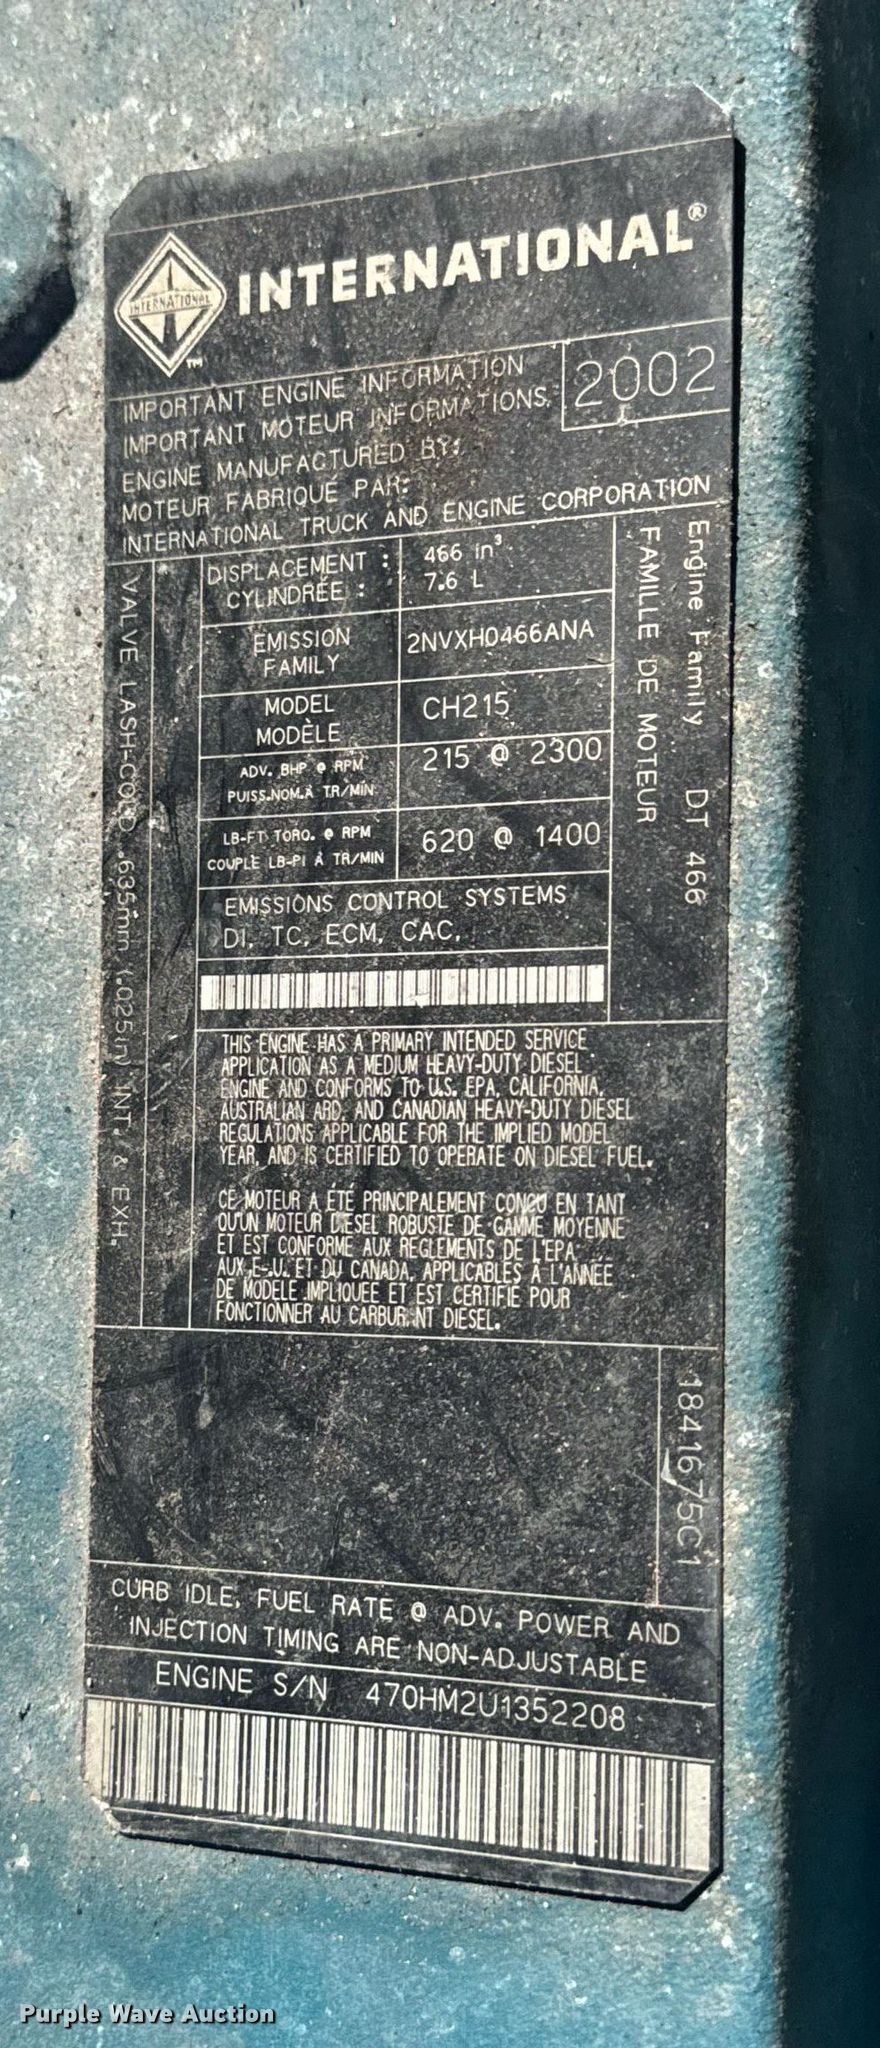 INTERNATIONAL®
INTERNATIONAL
TM
IMPORTANT ENGINE INFORMATION
IMPORTANT MOTEUR INFORMATIONS.
2002
ENGINE MANUFACTURED BY:
MOTEUR FABRIQUÉ PAR:
INTERNATIONAL TRUCK AND ENGINE CORPORATION
VALVE LASH-COLD .635mm (.025in) INT. & EXH.
DISPLACEMENT : 466 in³
CYLINDRÉE : 7.6 L
EMISSION FAMILY 2NVXH0466ANA
MODEL MODÈLE CH215
ADV. BHP @ RPM 215 @ 2300
PUISS.NOM.À TR/MIN
LB-FT TORQ. @ RPM 620 @ 1400
COUPLE LB-PI À TR/MIN
EMISSIONS CONTROL SYSTEMS
DI, TC, ECM, CAC,
Engine Family DT 466
FAMILLE DE MOTEUR
THIS ENGINE HAS A PRIMARY INTENDED SERVICE
APPLICATION AS A MEDIUM HEAVY-DUTY DIESEL
ENGINE AND CONFORMS TO U.S. EPA, CALIFORNIA,
AUSTRALIAN ARD, AND CANADIAN HEAVY-DUTY DIESEL
REGULATIONS APPLICABLE FOR THE IMPLIED MODEL
YEAR, AND IS CERTIFIED TO OPERATE ON DIESEL FUEL.
CE MOTEUR A ÉTÉ PRINCIPALEMENT CONÇU EN TANT
QU'UN MOTEUR DIESEL ROBUSTE DE GAMME MOYENNE
ET EST CONFORME AUX REGLEMENTS DE L'EPA
AUX E-.U. ET DU CANADA, APPLICABLES À L'ANNÉE
DE MODELE IMPLIQUEE ET EST CERTIFIE POUR
FONCTIONNER AU CARBURANT DIESEL.
1841675C1
CURB IDLE, FUEL RATE @ ADV. POWER AND
INJECTION TIMING ARE NON-ADJUSTABLE
ENGINE S/N 470HM2U1352208
Purple Wave Auction